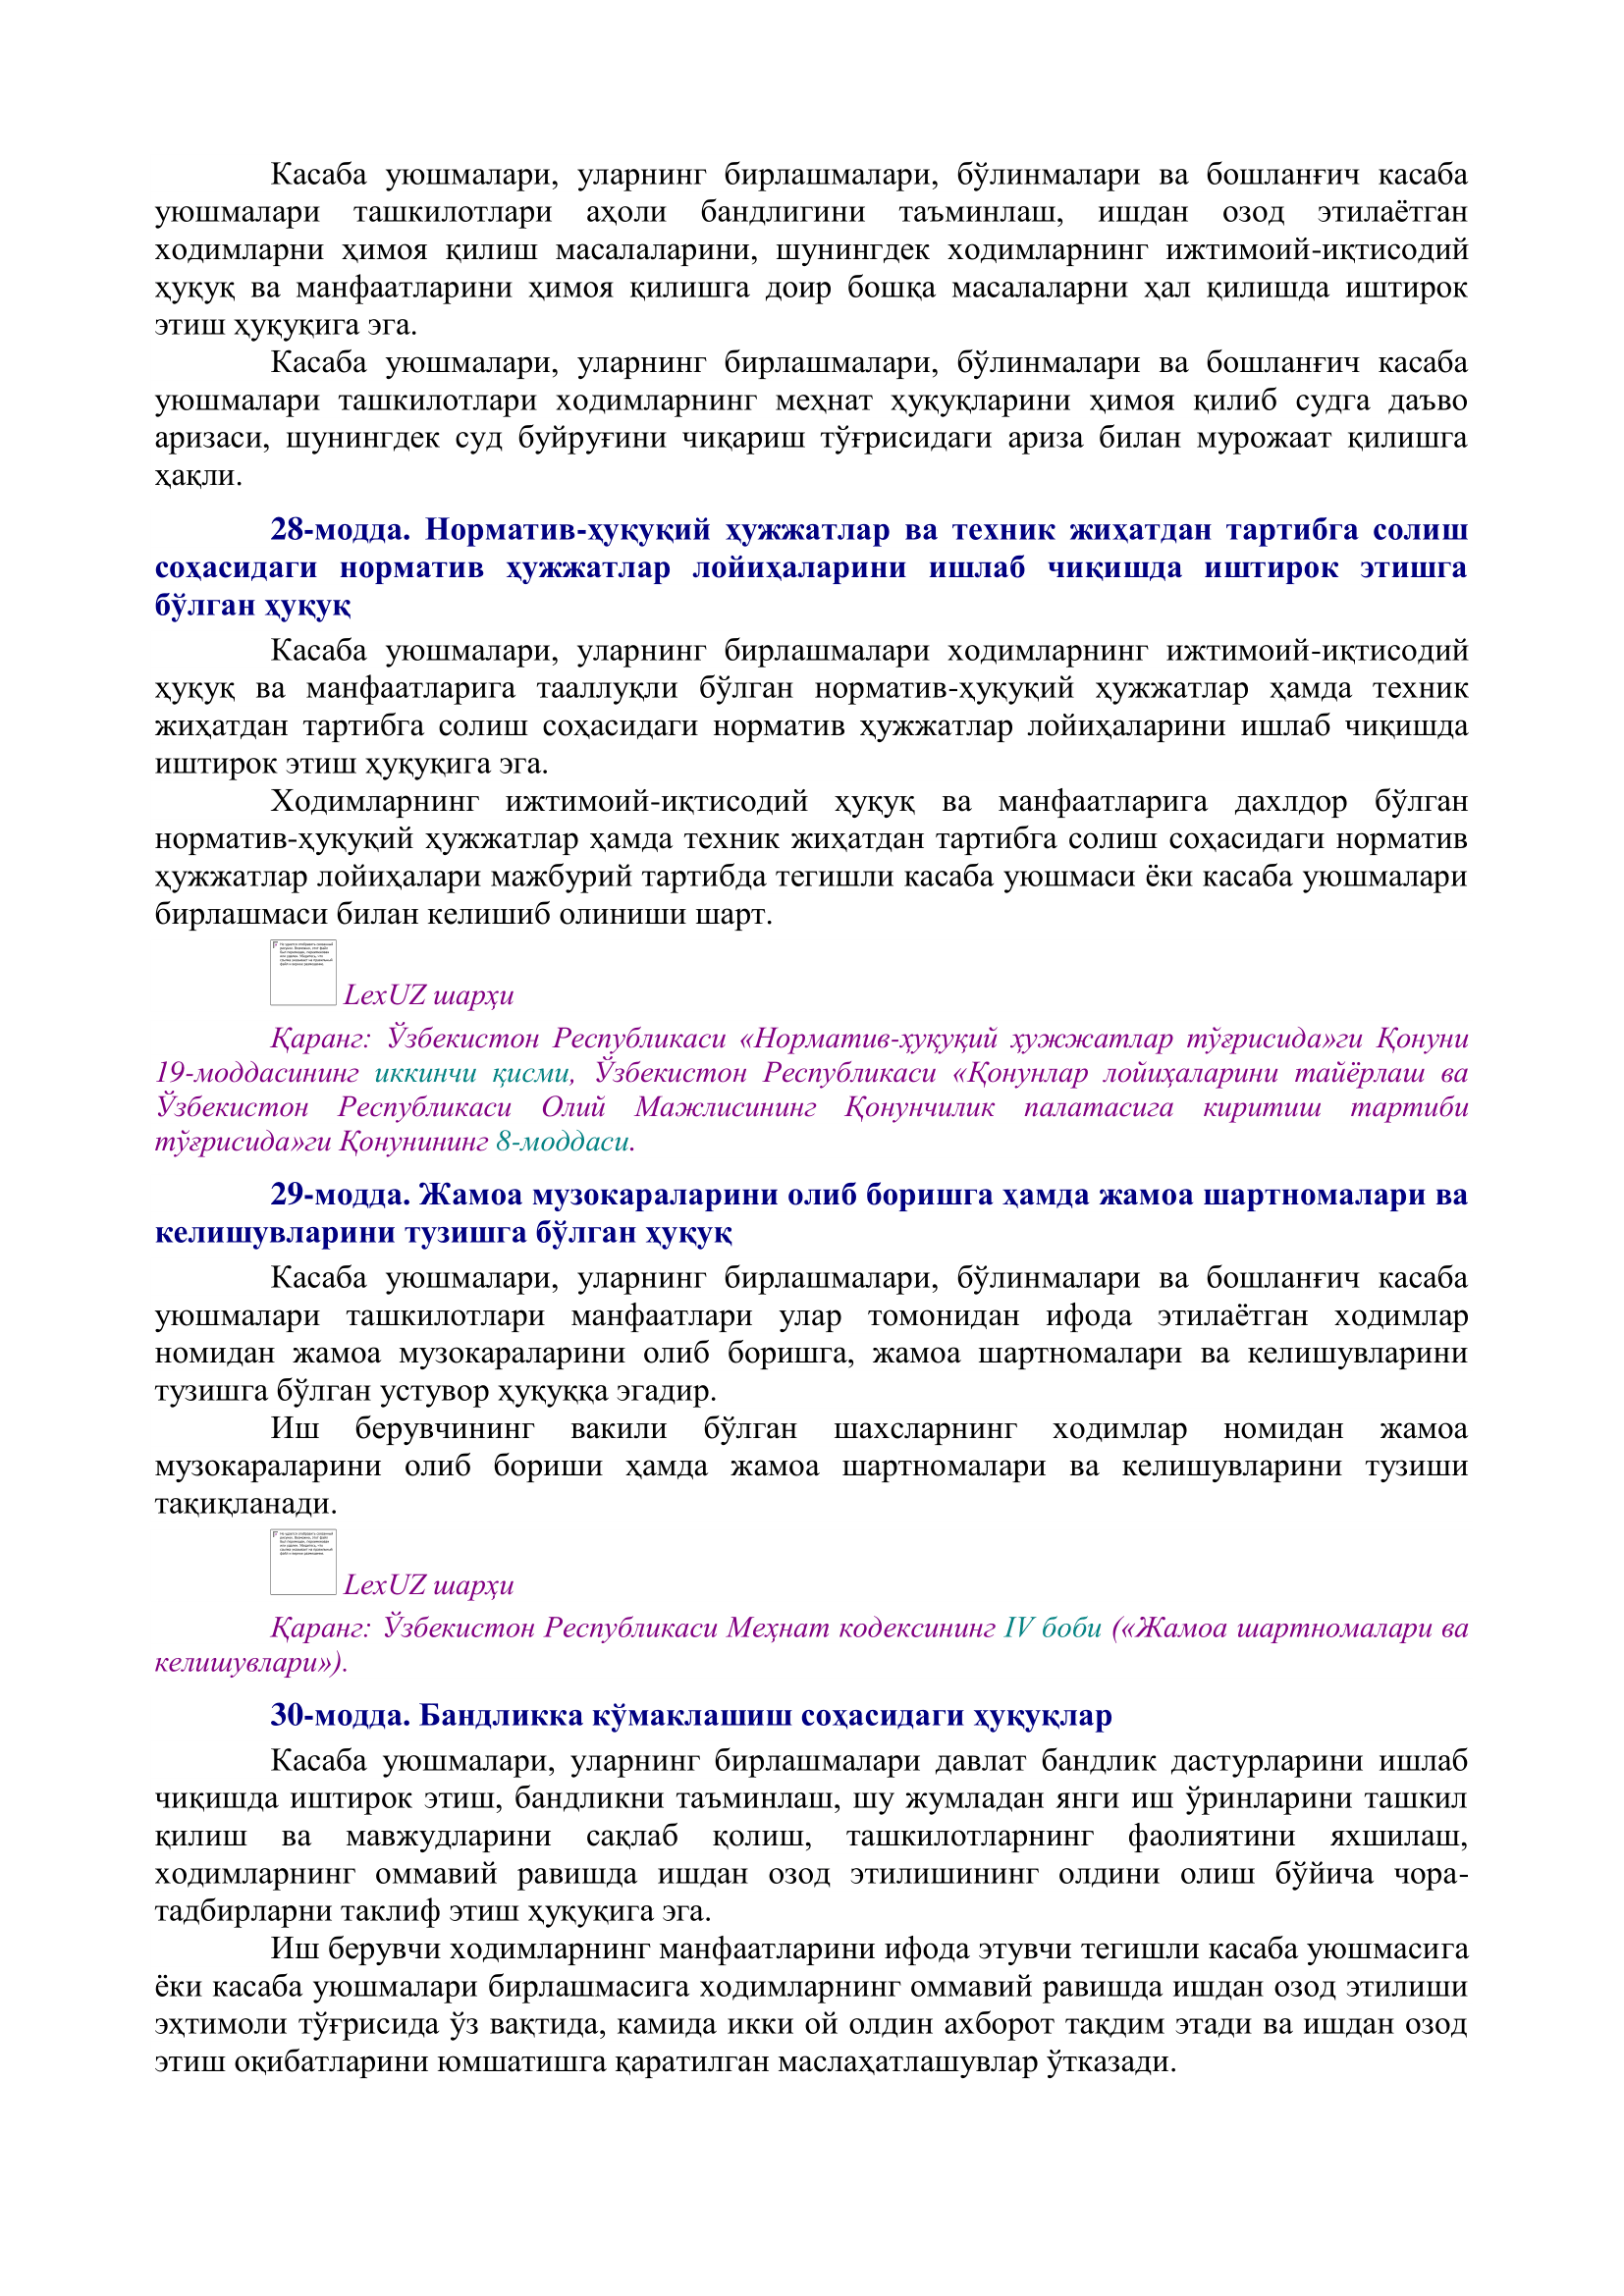 Касаба уюшмалари, уларнинг бирлашмалари, бўлинмалари ва бошланғич касаба
уюшмалари ташкилотлари аҳоли бандлигини таъминлаш, ишдан озод этилаётган
ходимларни ҳимоя қилиш масалаларини, шунингдек ходимларнинг ижтимоий-иқтисодий
ҳуқуқ ва манфаатларини ҳимоя қилишга доир бошқа масалаларни ҳал қилишда иштирок
этиш ҳуқуқига эга.
Касаба уюшмалари, уларнинг бирлашмалари, бўлинмалари ва бошланғич касаба
уюшмалари ташкилотлари ходимларнинг меҳнат ҳуқуқларини ҳимоя қилиб судга даъво
аризаси, шунингдек суд буйруғини чиқариш тўғрисидаги ариза билан мурожаат қилишга
ҳақли.
28-модда. Норматив-ҳуқуқий ҳужжатлар ва техник жиҳатдан тартибга солиш
соҳасидаги норматив ҳужжатлар лойиҳаларини ишлаб чиқишда иштирок этишга
бўлган ҳуқуқ
Касаба уюшмалари, уларнинг бирлашмалари ходимларнинг ижтимоий-иқтисодий
ҳуқуқ ва манфаатларига тааллуқли бўлган норматив-ҳуқуқий ҳужжатлар ҳамда техник
жиҳатдан тартибга солиш соҳасидаги норматив ҳужжатлар лойиҳаларини ишлаб чиқишда
иштирок этиш ҳуқуқига эга.
Ходимларнинг ижтимоий-иқтисодий ҳуқуқ ва манфаатларига дахлдор бўлган
норматив-ҳуқуқий ҳужжатлар ҳамда техник жиҳатдан тартибга солиш соҳасидаги норматив
ҳужжатлар лойиҳалари мажбурий тартибда тегишли касаба уюшмаси ёки касаба уюшмалари
бирлашмаси билан келишиб олиниши шарт.
LexUZ шарҳи
Қаранг: Ўзбекистон Республикаси «Норматив-ҳуқуқий ҳужжатлар тўғрисида»ги Қонуни
19-моддасининг иккинчи қисми, Ўзбекистон Республикаси «Қонунлар лойиҳаларини тайёрлаш ва
Ўзбекистон Республикаси Олий Мажлисининг Қонунчилик палатасига киритиш тартиби
тўғрисида»ги Қонунининг 8-моддаси.
29-модда. Жамоа музокараларини олиб боришга ҳамда жамоа шартномалари ва
келишувларини тузишга бўлган ҳуқуқ
Касаба уюшмалари, уларнинг бирлашмалари, бўлинмалари ва бошланғич касаба
уюшмалари ташкилотлари манфаатлари улар томонидан ифода этилаётган ходимлар
номидан жамоа музокараларини олиб боришга, жамоа шартномалари ва келишувларини
тузишга бўлган устувор ҳуқуққа эгадир.
Иш берувчининг вакили бўлган шахсларнинг ходимлар номидан жамоа
музокараларини олиб бориши ҳамда жамоа шартномалари ва келишувларини тузиши
тақиқланади.
LexUZ шарҳи
Қаранг: Ўзбекистон Республикаси Меҳнат кодексининг IV боби («Жамоа шартномалари ва
келишувлари»).
30-модда. Бандликка кўмаклашиш соҳасидаги ҳуқуқлар
Касаба уюшмалари, уларнинг бирлашмалари давлат бандлик дастурларини ишлаб
чиқишда иштирок этиш, бандликни таъминлаш, шу жумладан янги иш ўринларини ташкил
қилиш ва мавжудларини сақлаб қолиш, ташкилотларнинг фаолиятини яхшилаш,
ходимларнинг оммавий равишда ишдан озод этилишининг олдини олиш бўйича чора-
тадбирларни таклиф этиш ҳуқуқига эга.
Иш берувчи ходимларнинг манфаатларини ифода этувчи тегишли касаба уюшмасига
ёки касаба уюшмалари бирлашмасига ходимларнинг оммавий равишда ишдан озод этилиши
эҳтимоли тўғрисида ўз вақтида, камида икки ой олдин ахборот тақдим этади ва ишдан озод
этиш оқибатларини юмшатишга қаратилган маслаҳатлашувлар ўтказади.